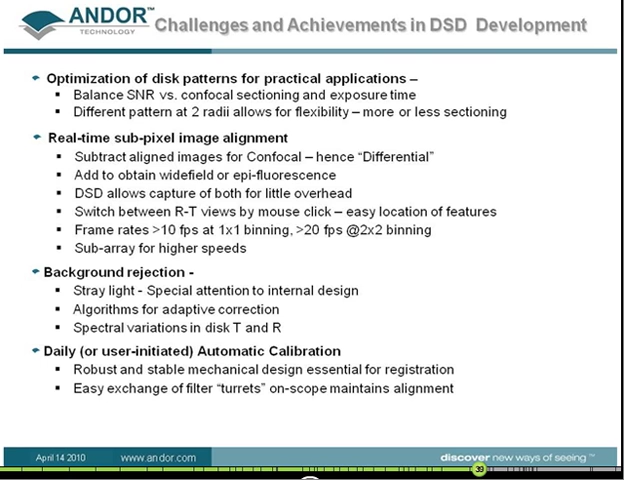 ANDOR™
TECHNOLOGY
Challenges and Achievements in DSD Development
Optimization of disk patterns for practical applications –
▪ Balance SNR vs. confocal sectioning and exposure time
▪ Different pattern at 2 radii allows for flexibility – more or less sectioning
Real-time sub-pixel image alignment
▪ Subtract aligned images for Confocal – hence “Differential”
▪ Add to obtain widefield or epi-fluorescence
▪ DSD allows capture of both for little overhead
▪ Switch between R-T views by mouse click – easy location of features
▪ Frame rates >10 fps at 1x1 binning, >20 fps @2x2 binning
▪ Sub-array for higher speeds
Background rejection -
▪ Stray light - Special attention to internal design
▪ Algorithms for adaptive correction
▪ Spectral variations in disk T and R
Daily (or user-initiated) Automatic Calibration
▪ Robust and stable mechanical design essential for registration
▪ Easy exchange of filter “turrets” on-scope maintains alignment
April 14 2010 www.andor.com discover new ways of seeing™
39